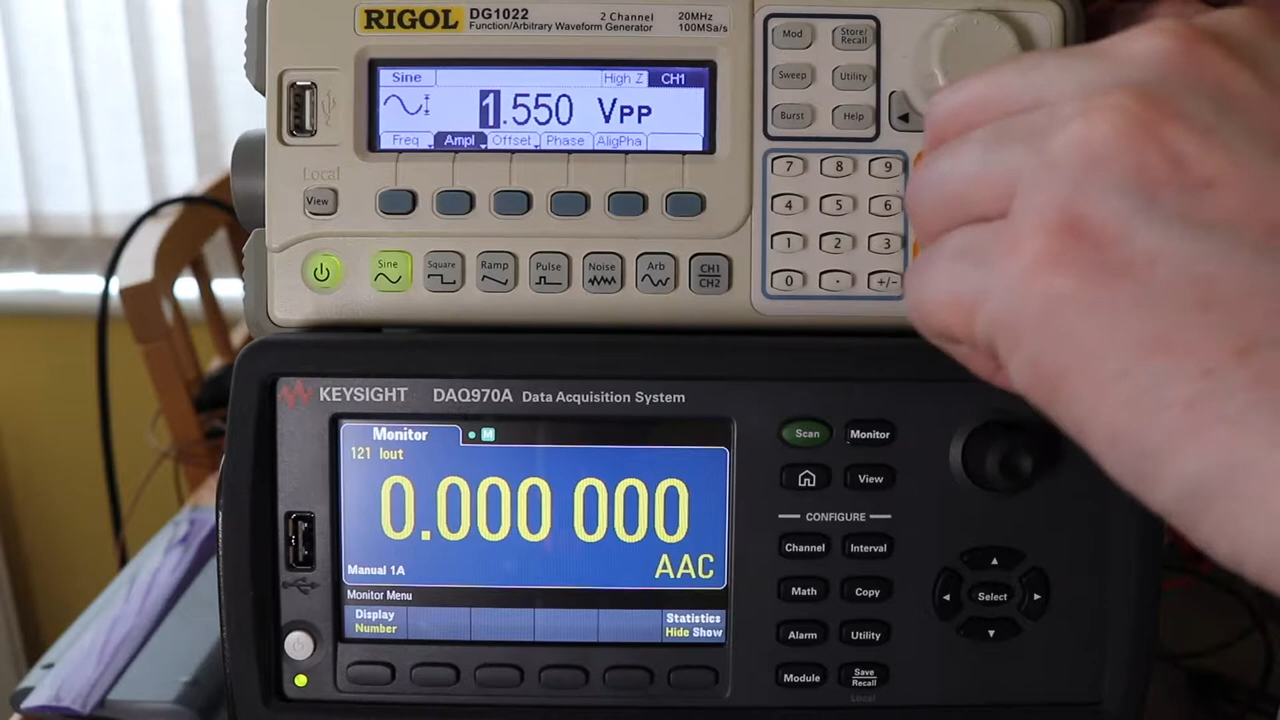 RIGOL DG1022 2 Channel 20MHz
Function/Arbitrary Waveform Generator 100MSa/s
Sine High Z CH1
1.550 VPP
Freq Ampl Offset Phase AligPha
Local
View
Sine Square Ramp Pulse Noise Arb CH1 CH2
Mod Store/Recall
Sweep Utility
Burst Help
7 8 9
4 5 6
1 2 3
0 . +/-
KEYSIGHT DAQ970A Data Acquisition System
Monitor M
121 Iout
0.000 000
AAC
Manual 1A
Monitor Menu
Display Statistics
Number Hide Show
Scan Monitor
View
CONFIGURE
Channel Interval
Math Copy
Alarm Utility
Module Save Recall
Local
Select